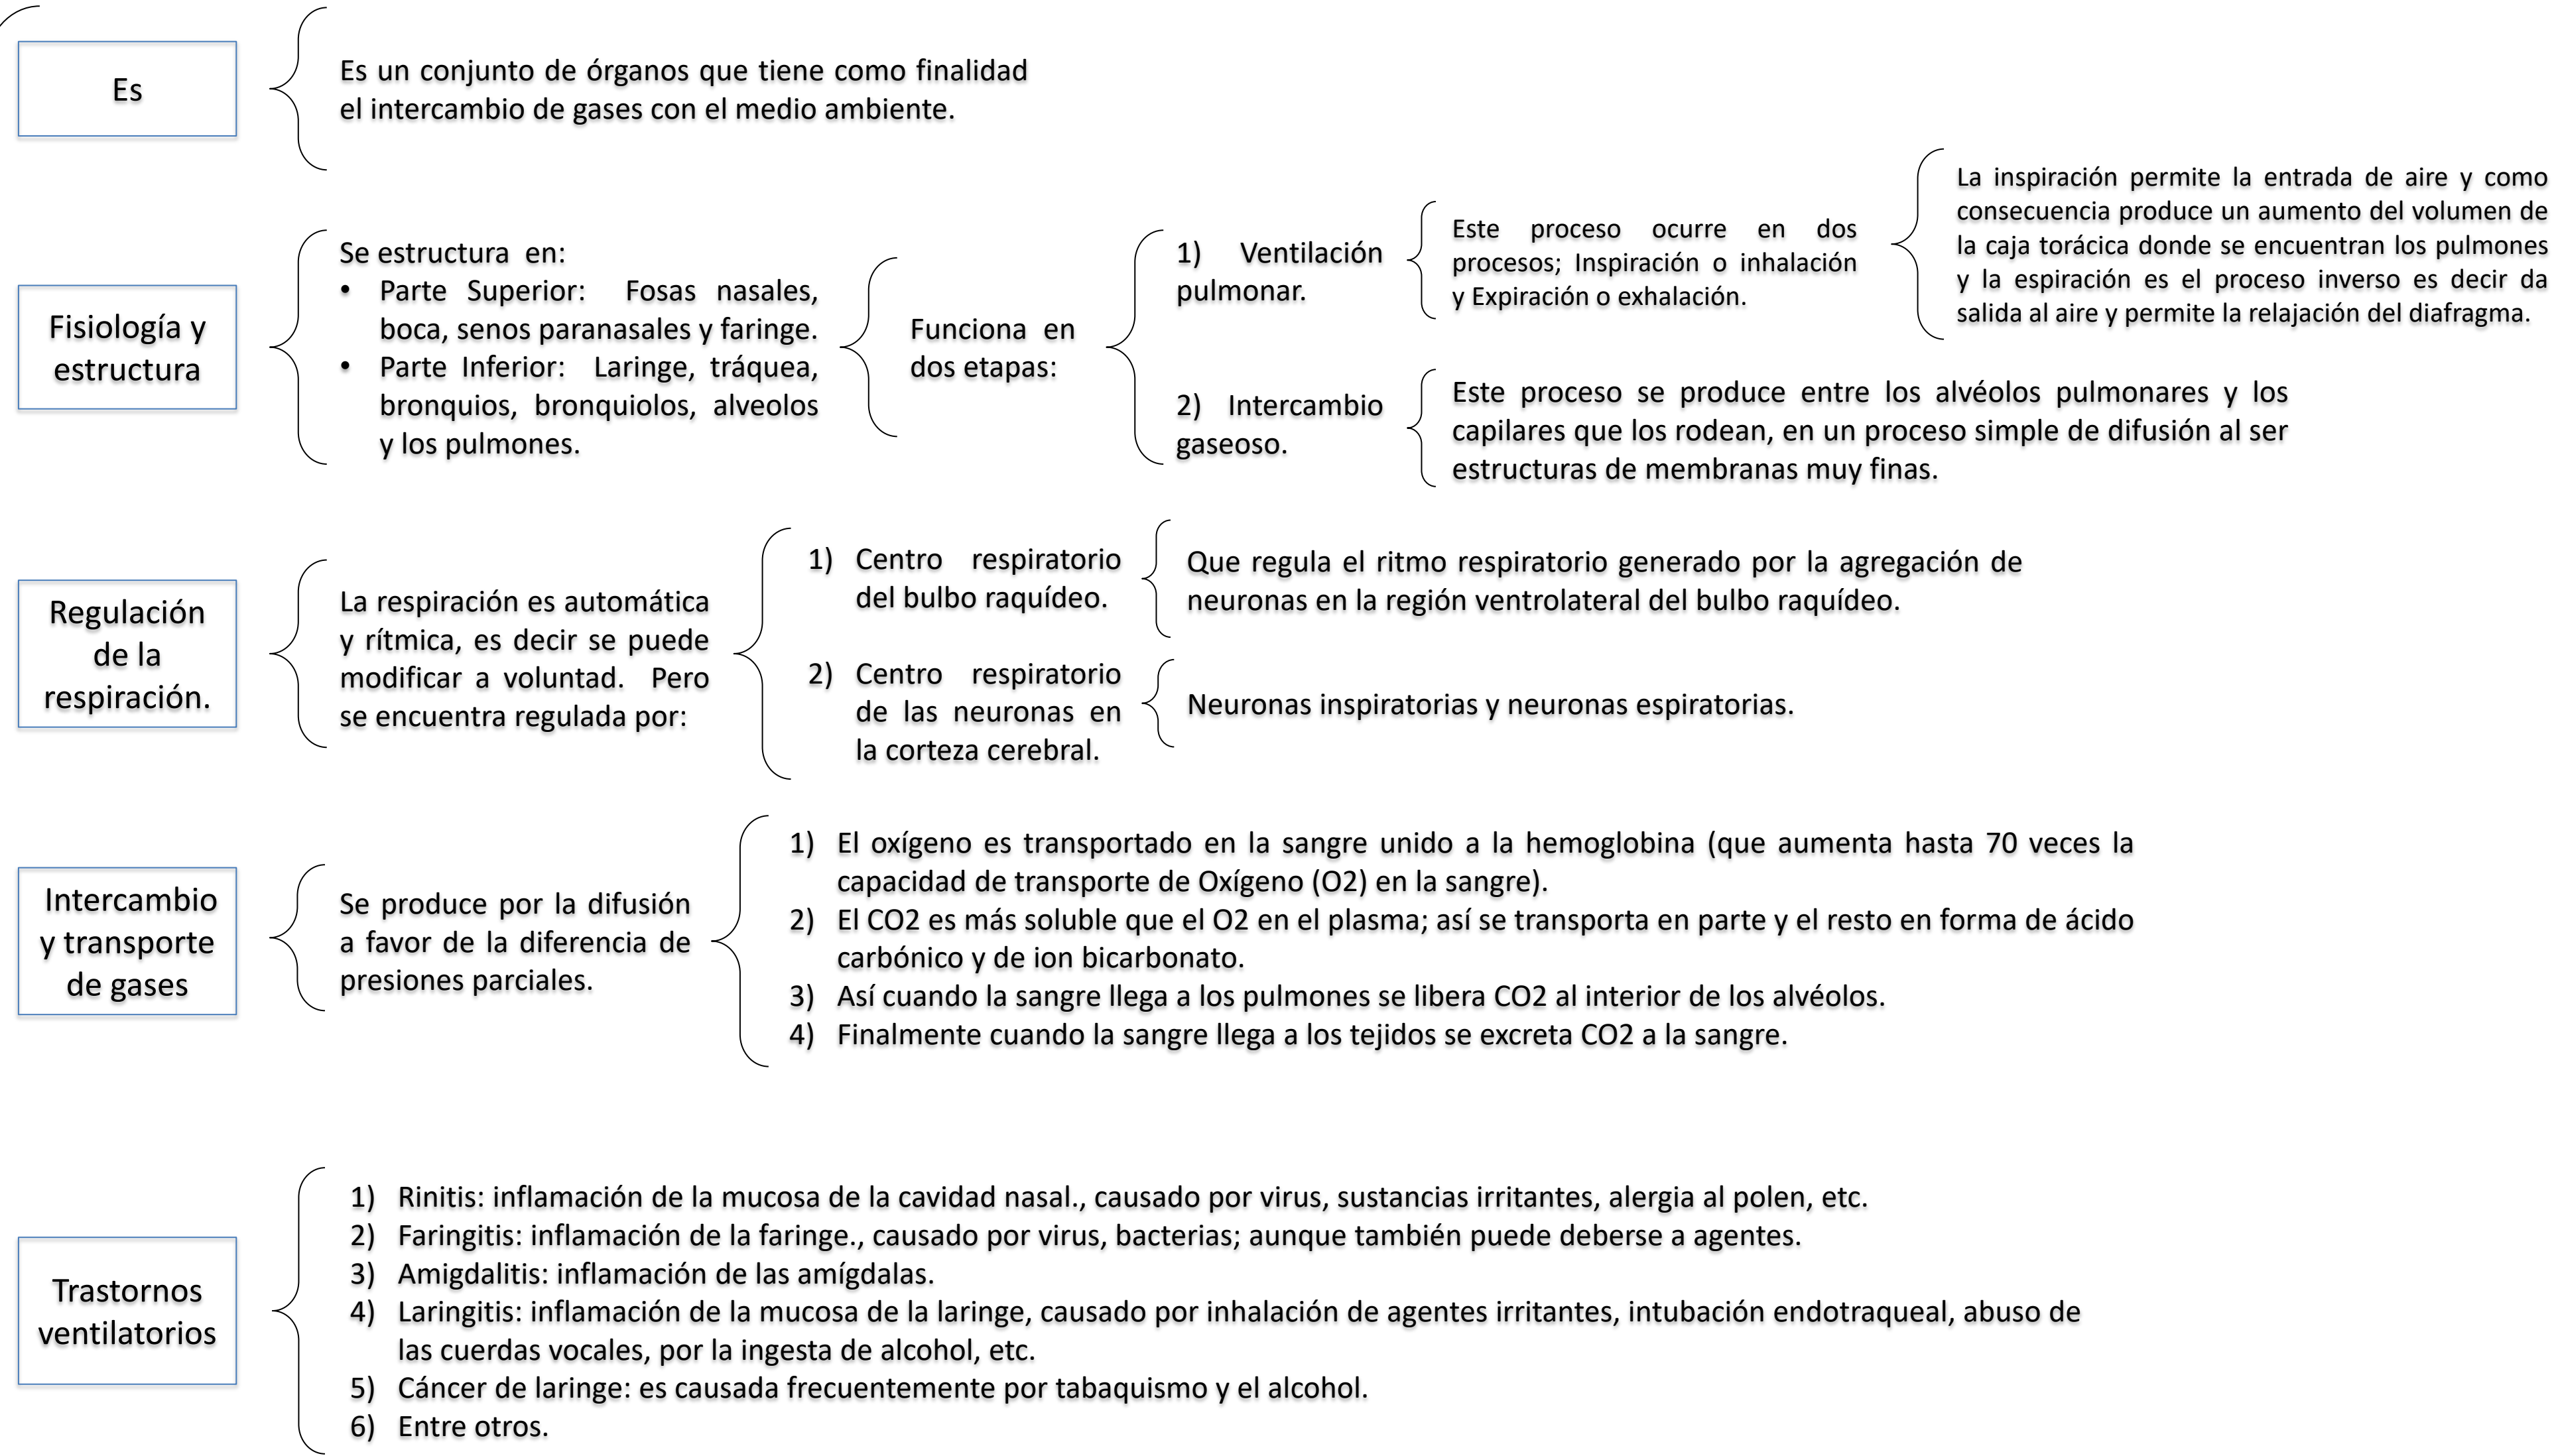 Es
Es un conjunto de órganos que tiene como finalidad
el intercambio de gases con el medio ambiente.
Fisiología y
estructura
Se estructura en:
• Parte Superior: Fosas nasales,
boca, senos paranasales y faringe.
• Parte Inferior: Laringe, tráquea,
bronquios, bronquiolos, alveolos
y los pulmones.
Funciona en
dos etapas:
1) Ventilación
pulmonar.
Este proceso ocurre en dos
procesos; Inspiración o inhalación
y Expiración o exhalación.
La inspiración permite la entrada de aire y como
consecuencia produce un aumento del volumen de
la caja torácica donde se encuentran los pulmones
y la espiración es el proceso inverso es decir da
salida al aire y permite la relajación del diafragma.
2) Intercambio
gaseoso.
Este proceso se produce entre los alvéolos pulmonares y los
capilares que los rodean, en un proceso simple de difusión al ser
estructuras de membranas muy finas.
Regulación
de la
respiración.
La respiración es automática
y rítmica, es decir se puede
modificar a voluntad. Pero
se encuentra regulada por:
1) Centro respiratorio
del bulbo raquídeo.
Que regula el ritmo respiratorio generado por la agregación de
neuronas en la región ventrolateral del bulbo raquídeo.
2) Centro respiratorio
de las neuronas en
la corteza cerebral.
Neuronas inspiratorias y neuronas espiratorias.
Intercambio
y transporte
de gases
Se produce por la difusión
a favor de la diferencia de
presiones parciales.
1) El oxígeno es transportado en la sangre unido a la hemoglobina (que aumenta hasta 70 veces la
capacidad de transporte de Oxígeno (O2) en la sangre).
2) El CO2 es más soluble que el O2 en el plasma; así se transporta en parte y el resto en forma de ácido
carbónico y de ion bicarbonato.
3) Así cuando la sangre llega a los pulmones se libera CO2 al interior de los alvéolos.
4) Finalmente cuando la sangre llega a los tejidos se excreta CO2 a la sangre.
Trastornos
ventilatorios
1) Rinitis: inflamación de la mucosa de la cavidad nasal., causado por virus, sustancias irritantes, alergia al polen, etc.
2) Faringitis: inflamación de la faringe., causado por virus, bacterias; aunque también puede deberse a agentes.
3) Amigdalitis: inflamación de las amígdalas.
4) Laringitis: inflamación de la mucosa de la laringe, causado por inhalación de agentes irritantes, intubación endotraqueal, abuso de
las cuerdas vocales, por la ingesta de alcohol, etc.
5) Cáncer de laringe: es causada frecuentemente por tabaquismo y el alcohol.
6) Entre otros.